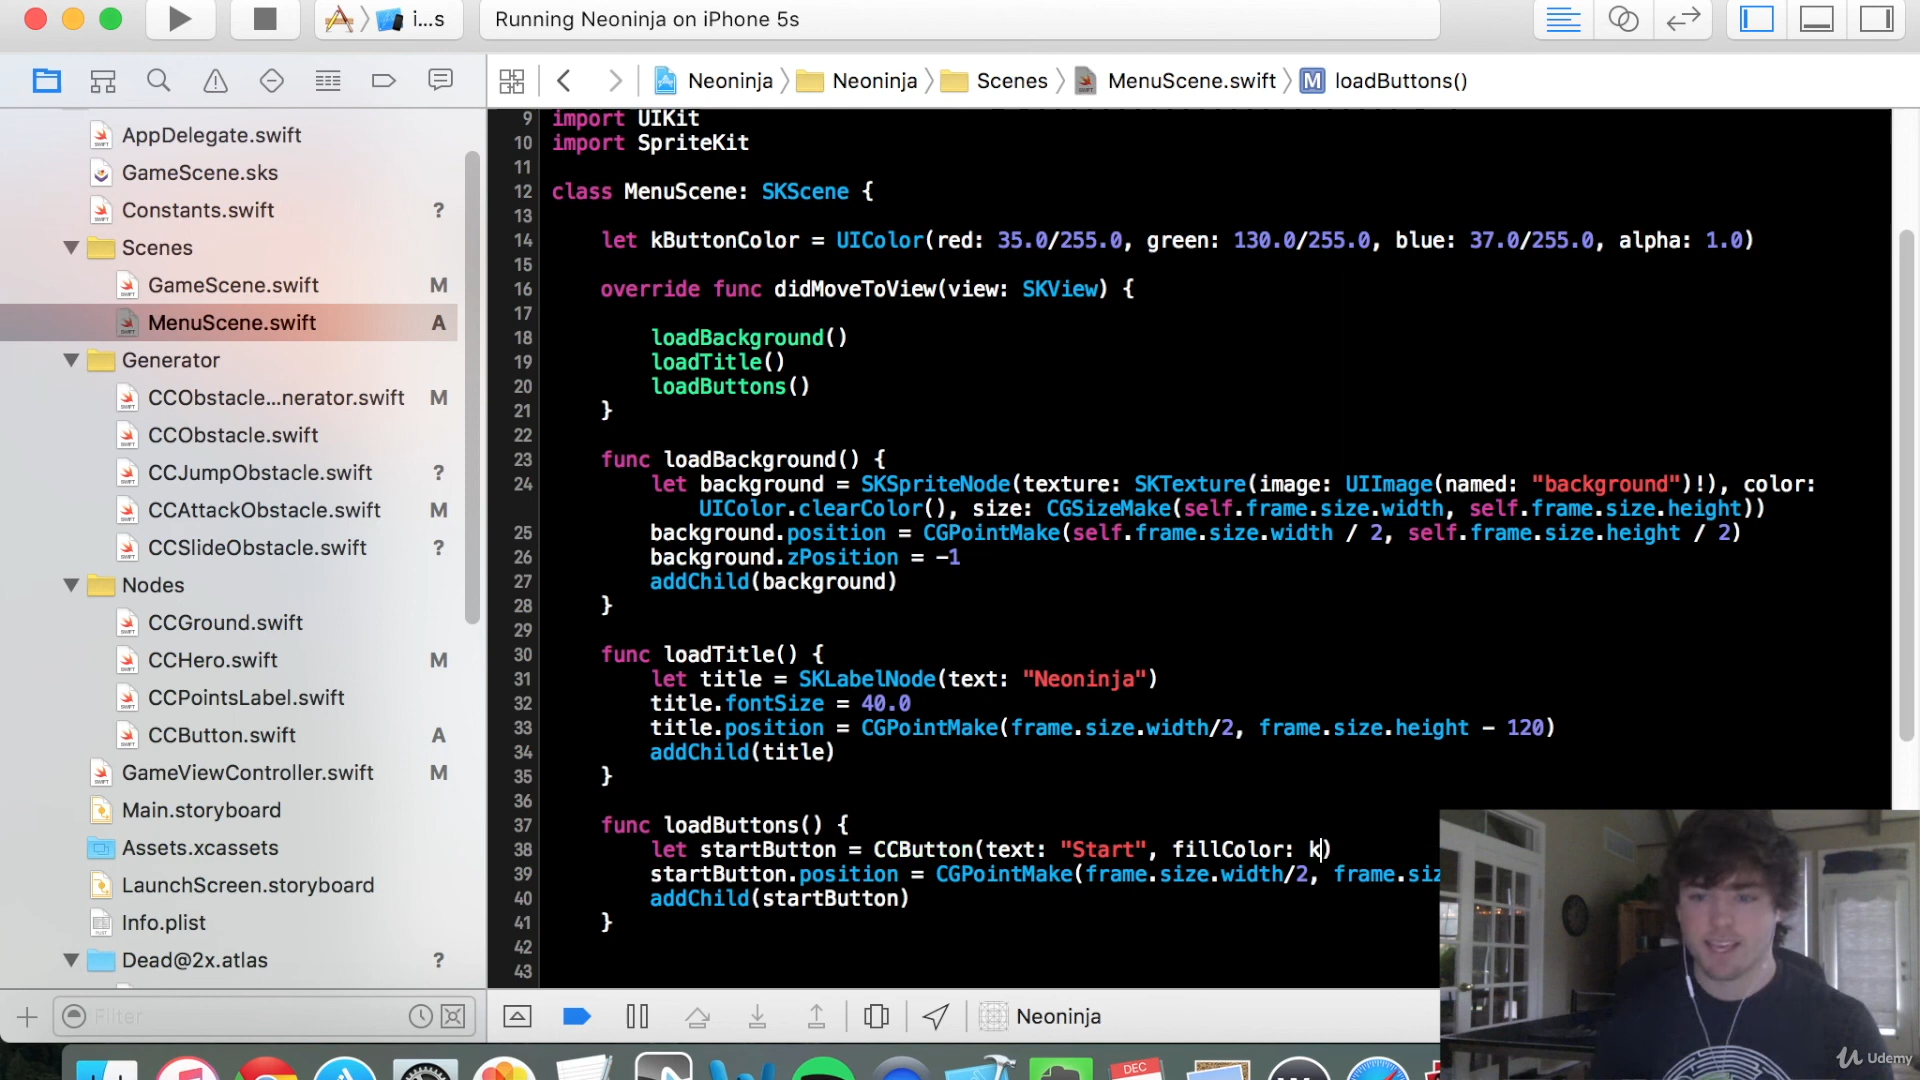 i...s
Running Neoninja on iPhone 5s
Neoninja
Neoninja
Scenes
MenuScene.swift
M
loadButtons()
AppDelegate.swift
GameScene.sks
Constants.swift ?
Scenes
GameScene.swift M
MenuScene.swift A
Generator
CCObstacle...nerator.swift M
CCObstacle.swift
CCJumpObstacle.swift ?
CCAttackObstacle.swift M
CCSlideObstacle.swift ?
Nodes
CCGround.swift
CCHero.swift M
CCPointsLabel.swift
CCButton.swift A
GameViewController.swift M
Main.storyboard
Assets.xcassets
LaunchScreen.storyboard
Info.plist
Dead@2x.atlas ?
Filter
9 import UIKit
10 import SpriteKit
11
12 class MenuScene: SKScene {
13
14 let kButtonColor = UIColor(red: 35.0/255.0, green: 130.0/255.0, blue: 37.0/255.0, alpha: 1.0)
15
16 override func didMoveToView(view: SKView) {
17
18 loadBackground()
19 loadTitle()
20 loadButtons()
21 }
22
23 func loadBackground() {
24 let background = SKSpriteNode(texture: SKTexture(image: UIImage(named: "background")!), color:
UIColor.clearColor(), size: CGSizeMake(self.frame.size.width, self.frame.size.height))
25 background.position = CGPointMake(self.frame.size.width / 2, self.frame.size.height / 2)
26 background.zPosition = -1
27 addChild(background)
28 }
29
30 func loadTitle() {
31 let title = SKLabelNode(text: "Neoninja")
32 title.fontSize = 40.0
33 title.position = CGPointMake(frame.size.width/2, frame.size.height - 120)
34 addChild(title)
35 }
36
37 func loadButtons() {
38 let startButton = CCButton(text: "Start", fillColor: k)
39 startButton.position = CGPointMake(frame.size.width/2, frame.siz
40 addChild(startButton)
41 }
42
43
Neoninja
DEC
Udemy